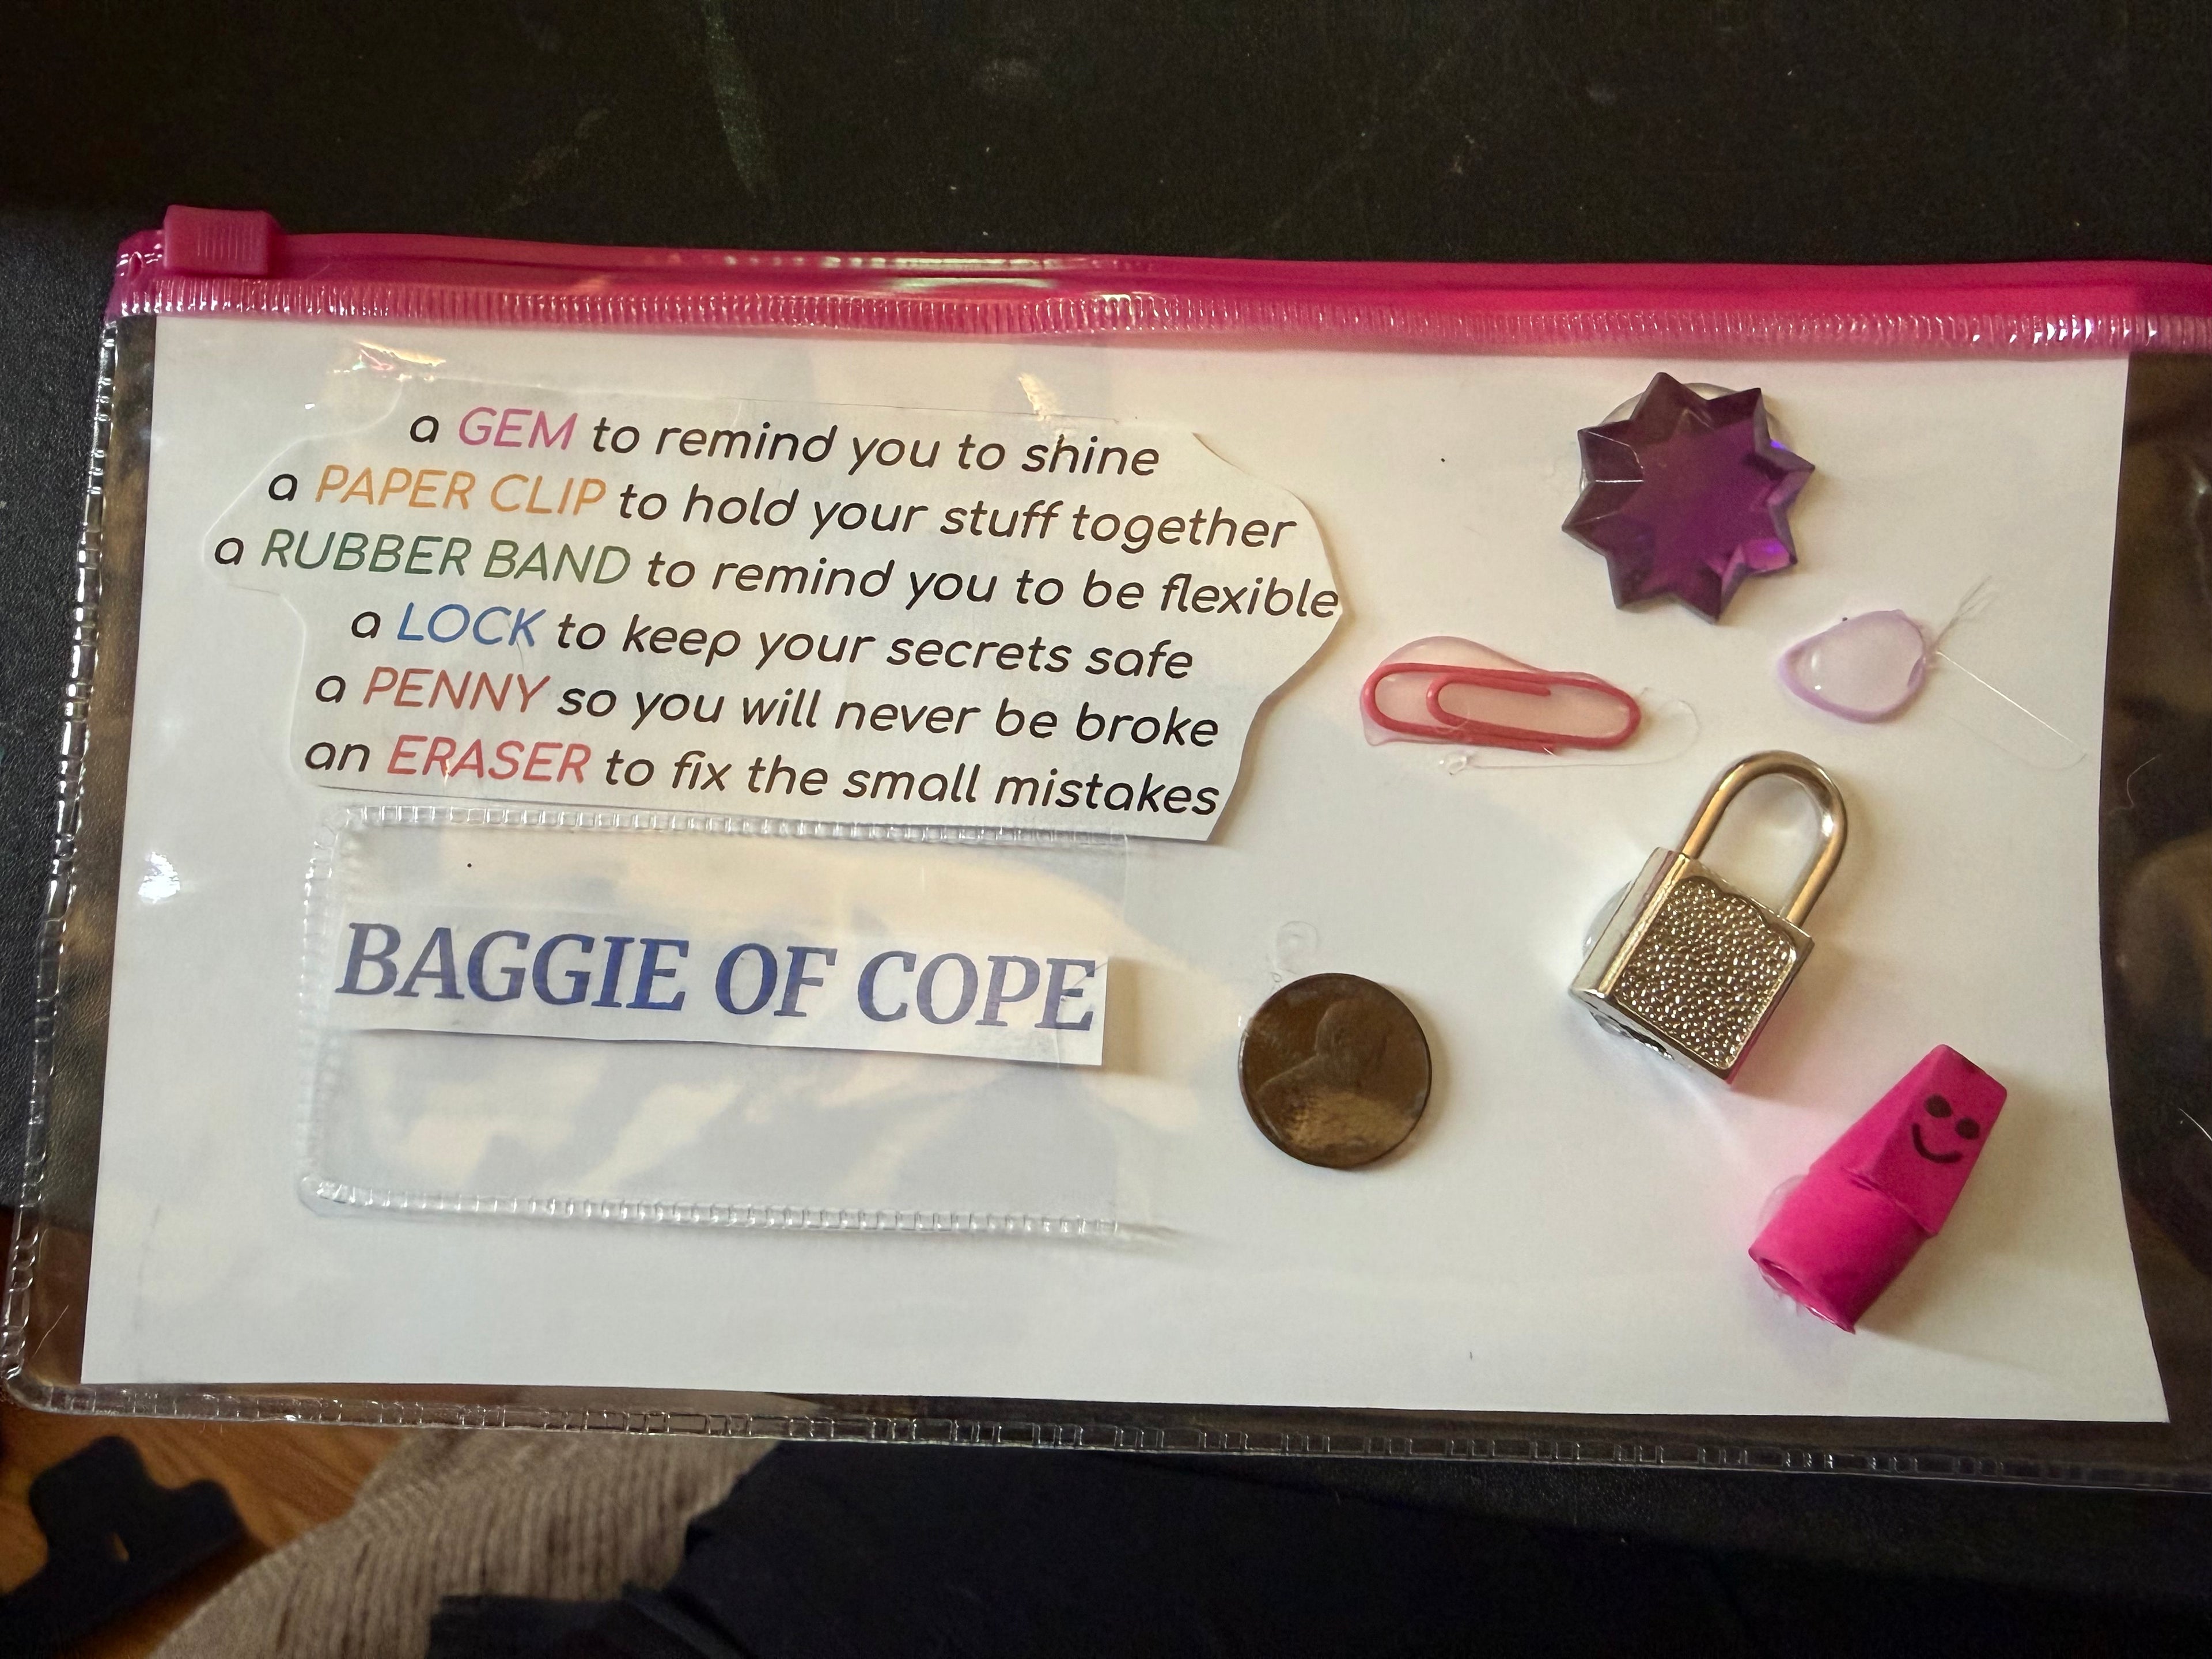 a GEM to remind you to shine
a PAPER CLIP to hold your stuff together
a RUBBER BAND to remind you to be flexible
a LOCK to keep your secrets safe
a PENNY so you will never be broke
an ERASER to fix the small mistakes
BAGGIE OF COPE